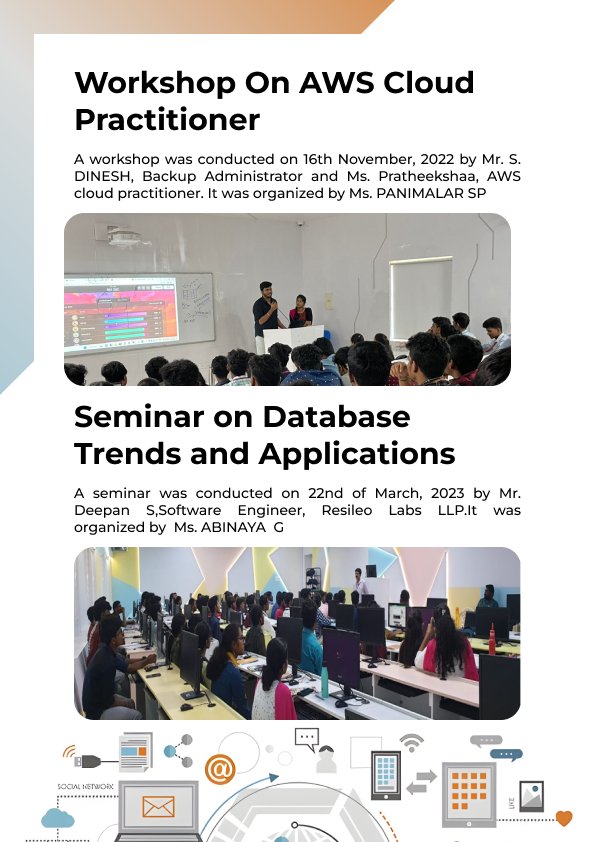 Workshop On AWS Cloud
Practitioner
A workshop was conducted on 16th November, 2022 by Mr. S.
DINESH, Backup Administrator and Ms. Pratheekshaa, AWS
cloud practitioner. It was organized by Ms. PANIMALAR SP
Seminar on Database
Trends and Applications
A seminar was conducted on 22nd of March, 2023 by Mr.
Deepan S,Software Engineer, Resileo Labs LLP.It was
organized by Ms. ABINAYA G
@
SOCIAL NETWORK
LIKE